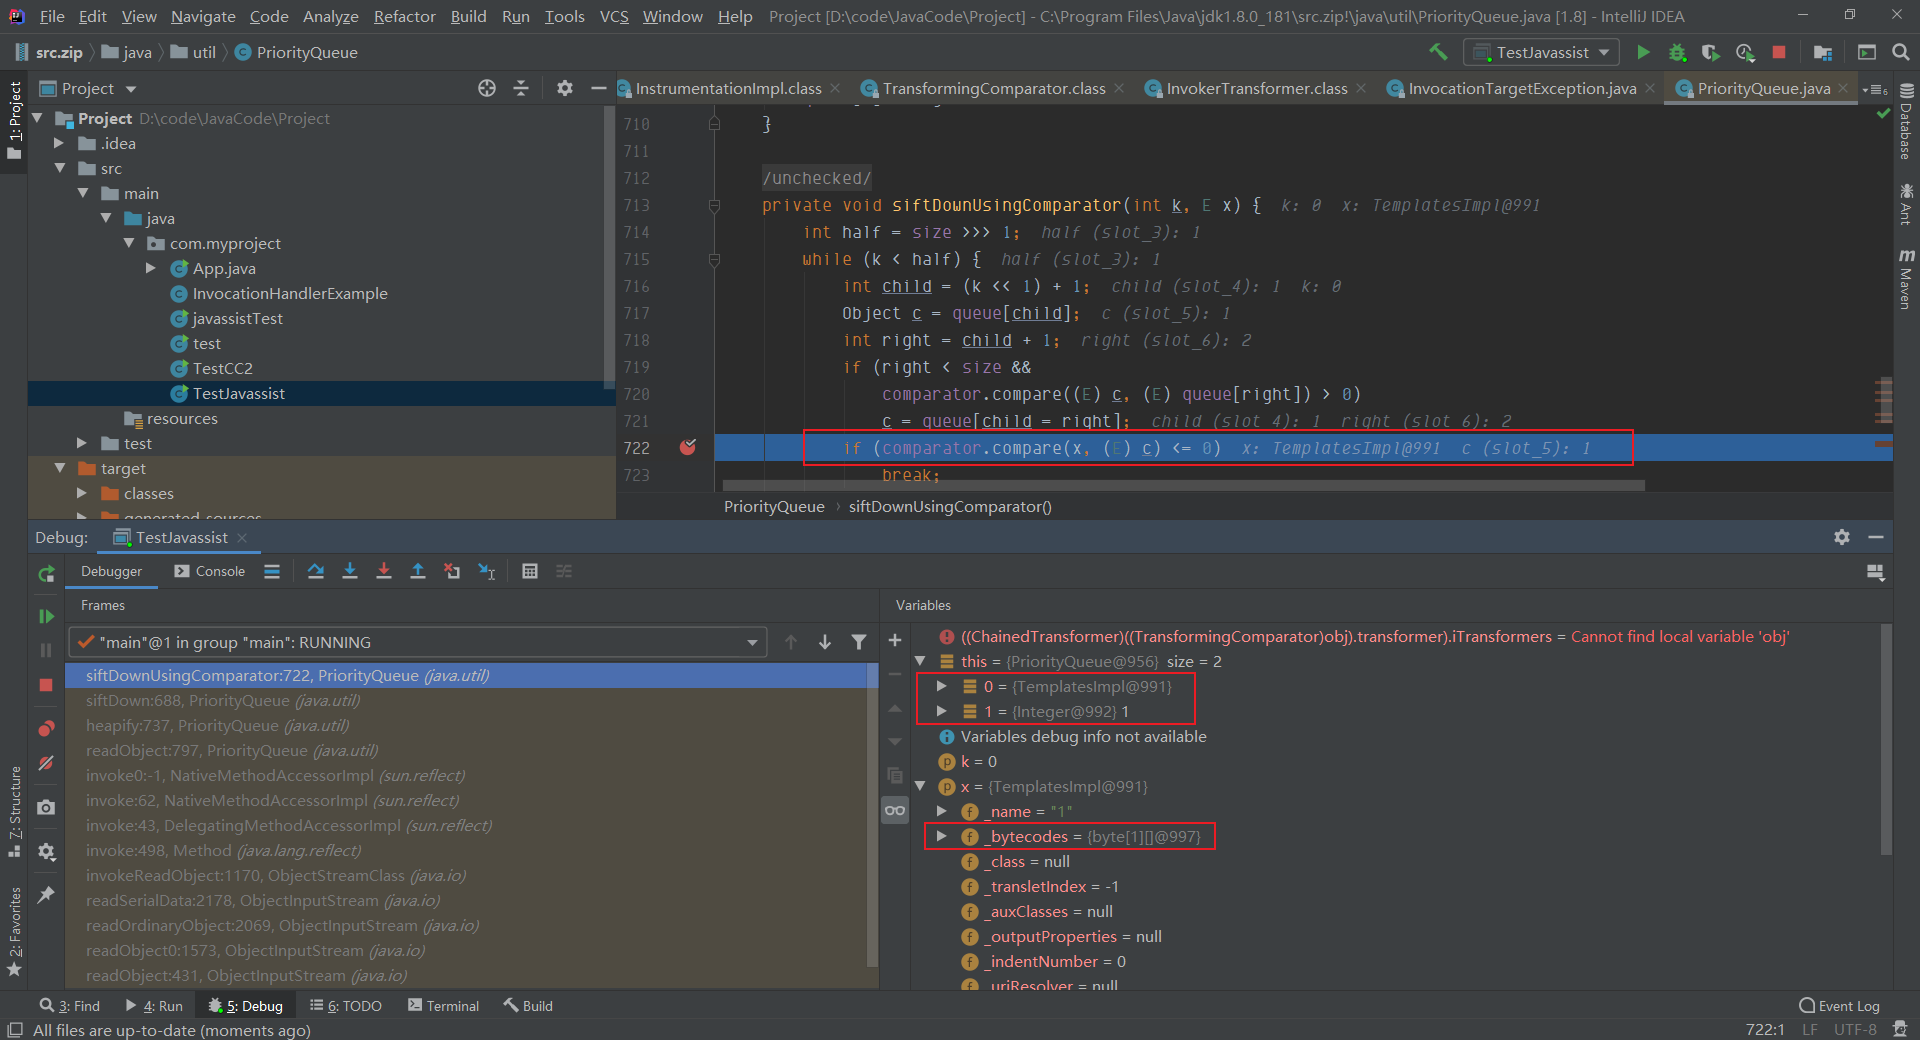 File Edit View Navigate Code Analyze Refactor Build Run Tools VCS Window Help Project [D:\code\JavaCode\Project] - C:\Program Files\Java\jdk1.8.0_181\src.zip!\java\util\PriorityQueue.java [1.8] - IntelliJ IDEA
src.zip java util PriorityQueue TestJavassist
1: Project
Project
InstrumentationImpl.class TransformingComparator.class InvokerTransformer.class InvocationTargetException.java PriorityQueue.java
Project D:\code\JavaCode\Project
.idea
src
main
java
com.myproject
App.java
InvocationHandlerExample
javassistTest
test
TestCC2
TestJavassist
resources
test
target
classes
generated-sources
710 }
711
712 /unchecked/
713 private void siftDownUsingComparator(int k, E x) { k: 0 x: TemplatesImpl@991
714 int half = size >>> 1; half (slot_3): 1
715 while (k < half) { half (slot_3): 1
716 int child = (k << 1) + 1; child (slot_4): 1 k: 0
717 Object c = queue[child]; c (slot_5): 1
718 int right = child + 1; right (slot_6): 2
719 if (right < size &&
720 comparator.compare((E) c, (E) queue[right]) > 0)
721 c = queue[child = right]; child (slot_4): 1 right (slot_6): 2
722 if (comparator.compare(x, (E) c) <= 0) x: TemplatesImpl@991 c (slot_5): 1
723 break;
PriorityQueue siftDownUsingComparator()
Database
Ant
Maven
Debug: TestJavassist
Debugger Console
Frames
"main"@1 in group "main": RUNNING
siftDownUsingComparator:722, PriorityQueue (java.util)
siftDown:688, PriorityQueue (java.util)
heapify:737, PriorityQueue (java.util)
readObject:797, PriorityQueue (java.util)
invoke0:-1, NativeMethodAccessorImpl (sun.reflect)
invoke:62, NativeMethodAccessorImpl (sun.reflect)
invoke:43, DelegatingMethodAccessorImpl (sun.reflect)
invoke:498, Method (java.lang.reflect)
invokeReadObject:1170, ObjectStreamClass (java.io)
readSerialData:2178, ObjectInputStream (java.io)
readOrdinaryObject:2069, ObjectInputStream (java.io)
readObject0:1573, ObjectInputStream (java.io)
readObject:431, ObjectInputStream (java.io)
Variables
((ChainedTransformer)((TransformingComparator)obj).transformer).iTransformers = Cannot find local variable 'obj'
this = {PriorityQueue@956} size = 2
0 = {TemplatesImpl@991}
1 = {Integer@992} 1
Variables debug info not available
k = 0
x = {TemplatesImpl@991}
_name = "1"
_bytecodes = {byte[1][]@997}
_class = null
_transletIndex = -1
_auxClasses = null
_outputProperties = null
_indentNumber = 0
_uriResolver = null
7: Structure
2: Favorites
3: Find 4: Run 5: Debug 6: TODO Terminal Build Event Log
All files are up-to-date (moments ago) 722:1 LF UTF-8